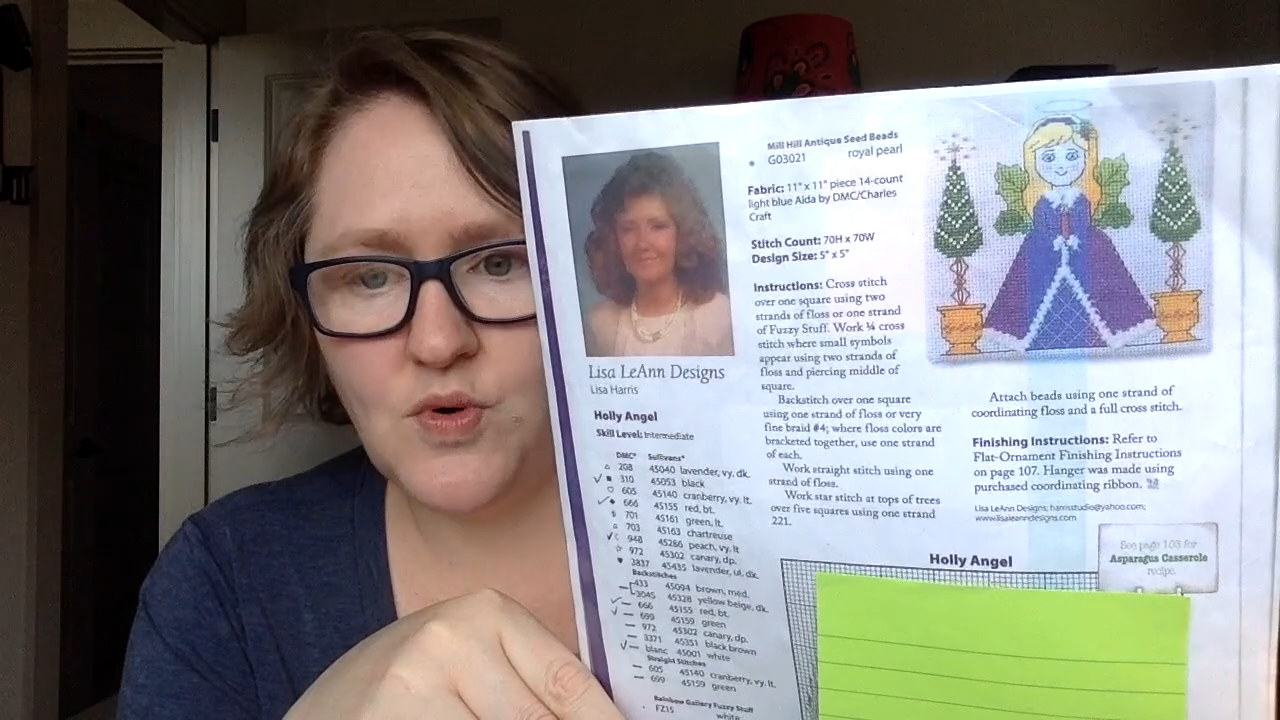 Lisa LeAnn Designs
Lisa Harris
Holly Angel
Skill Level: Intermediate
DMC* Sullivans*
208 45040 lavender, vy. dk.
310 45053 black
605 45140 cranberry, vy. lt.
666 45155 red, bt.
701 45161 green, lt.
703 45163 chartreuse
948 45286 peach, vy. lt
972 45302 canary, dp.
3837 45435 lavender, ul. dk.
Backstitches
433 45094 brown, med.
3045 45328 yellow beige, dk.
666 45155 red, bt.
699 45159 green
972 45302 canary, dp.
3371 45351 black brown
blanc 45001 white
Straight Stitches
605 45140 cranberry, vy. lt.
699 45159 green
Rainbow Gallery Fuzzy Stuff
FZ15 white
Mill Hill Antique Seed Beads
G03021 royal pearl
Fabric: 11" x 11" piece 14-count
light blue Aida by DMC/Charles
Craft
Stitch Count: 70H x 70W
Design Size: 5" x 5"
Instructions: Cross stitch
over one square using two
strands of floss or one strand
of Fuzzy Stuff. Work ¼ cross
stitch where small symbols
appear using two strands of
floss and piercing middle of
square.
Backstitch over one square
using one strand of floss or very
fine braid #4; where floss colors are
bracketed together, use one strand
of each.
Work straight stitch using one
strand of floss.
Work star stitch at tops of trees
over five squares using one strand
221.
Attach beads using one strand of
coordinating floss and a full cross stitch.
Finishing Instructions: Refer to
Flat-Ornament Finishing Instructions
on page 107. Hanger was made using
purchased coordinating ribbon.
Lisa LeAnn Designs; harrisstudio@yahoo.com;
www.lisaleanndesigns.com
Holly Angel
See page 103 for
Asparagus Casserole
recipe.